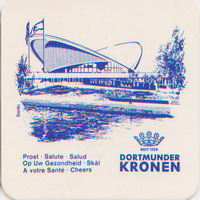 Prost · Salute · Salud
Op Uw Gezondheid · Skål
A votre Santé · Cheers
SEIT 1729
DORTMUNDER
KRONEN